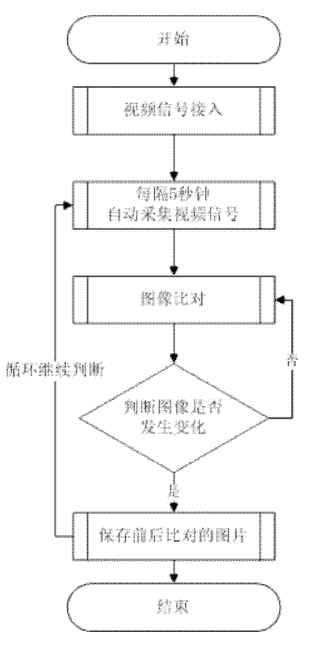 开始
视频信号接入
每隔5秒钟
自动采集视频信号
图像比对
循环继续判断
否
判断图像是否
发生变化
是
保存前后比对的图片
结束